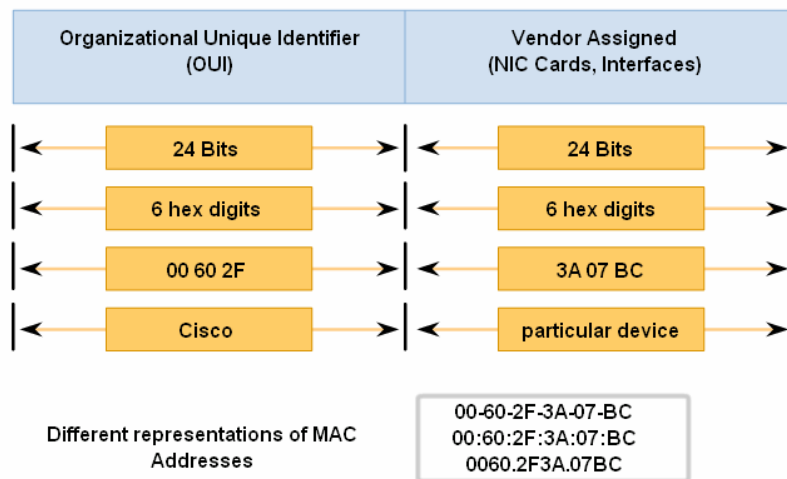 Organizational Unique Identifier
(OUI)
Vendor Assigned
(NIC Cards, Interfaces)
24 Bits
24 Bits
6 hex digits
6 hex digits
00 60 2F
3A 07 BC
Cisco
particular device
Different representations of MAC
Addresses
00-60-2F-3A-07-BC
00:60:2F:3A:07:BC
0060.2F3A.07BC